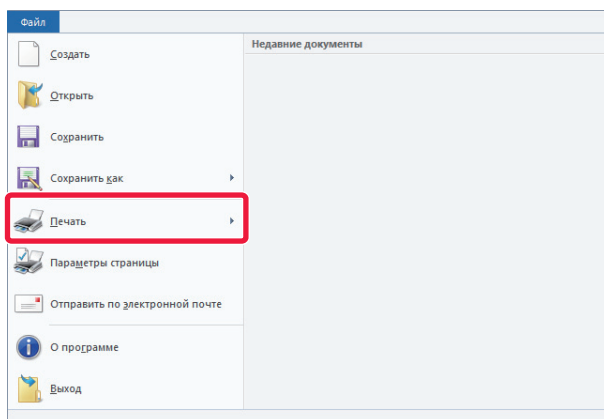 Файл
Недавние документы
Создать
Открыть
Сохранить
Сохранить как
Печать
Параметры страницы
Отправить по электронной почте
О программе
Выход